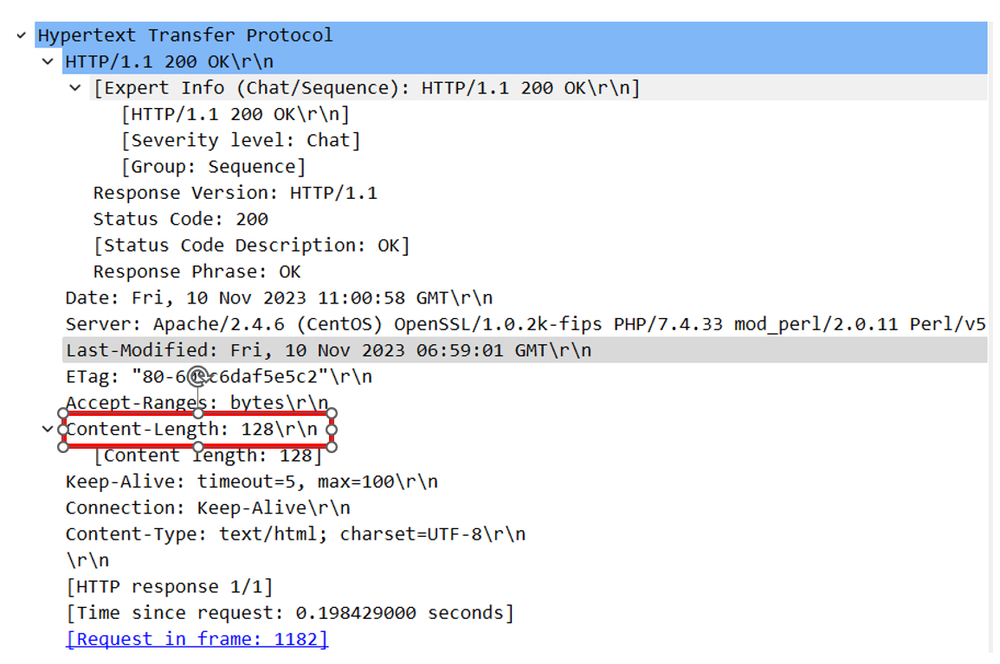 Hypertext Transfer Protocol
HTTP/1.1 200 OK\r\n
[Expert Info (Chat/Sequence): HTTP/1.1 200 OK\r\n]
[HTTP/1.1 200 OK\r\n]
[Severity level: Chat]
[Group: Sequence]
Response Version: HTTP/1.1
Status Code: 200
[Status Code Description: OK]
Response Phrase: OK
Date: Fri, 10 Nov 2023 11:00:58 GMT\r\n
Server: Apache/2.4.6 (CentOS) OpenSSL/1.0.2k-fips PHP/7.4.33 mod_perl/2.0.11 Perl/v5
Last-Modified: Fri, 10 Nov 2023 06:59:01 GMT\r\n
ETag:
Accept-Ranges: bytes\r\n
Content-Length: 128\r\n
[Content length: 128]
Keep-Alive: timeout=5, max=100\r\n
Connection: Keep-Alive\r\n
Content-Type: text/html; charset=UTF-8\r\n
\r\n
[HTTP response 1/1]
[Time since request: 0.198429000 seconds]
[Request in frame: 1182]